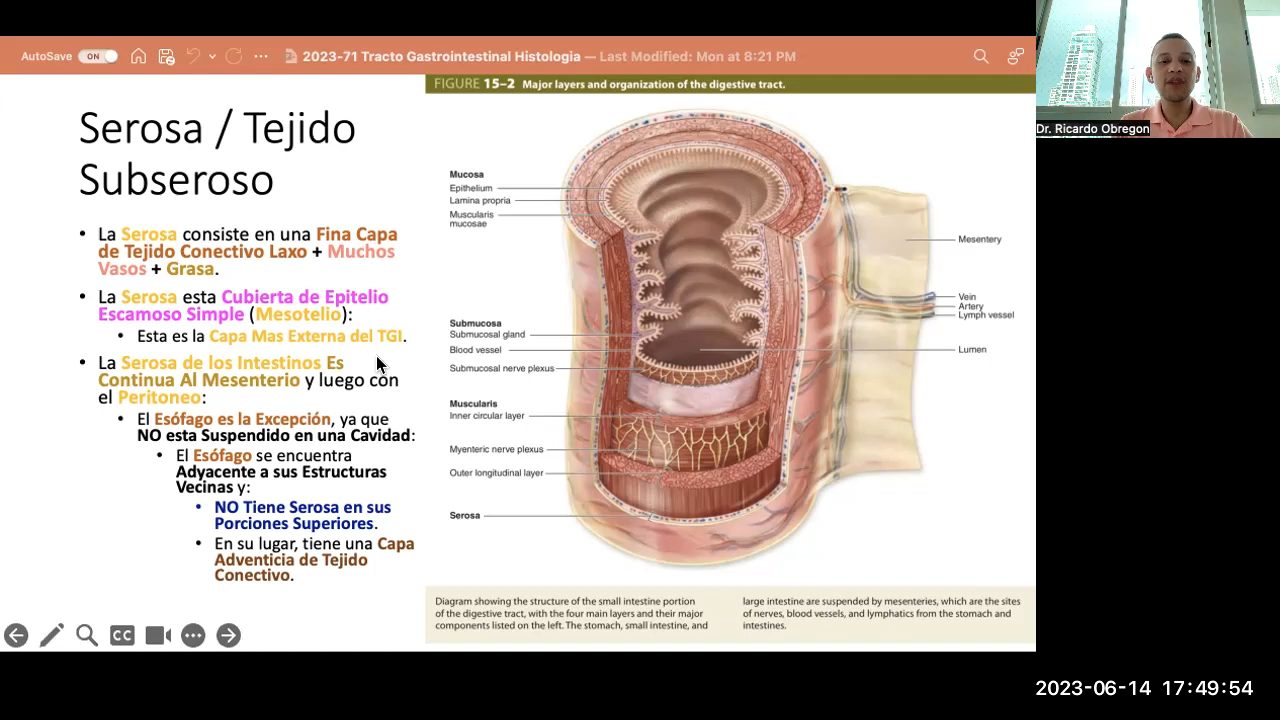 AutoSave ON 2023-71 Tracto Gastrointestinal Histologia — Last Modified: Mon at 8:21 PM
Serosa / Tejido
Subseroso
• La Serosa consiste en una Fina Capa
de Tejido Conectivo Laxo + Muchos
Vasos + Grasa.
• La Serosa esta Cubierta de Epitelio
Escamoso Simple (Mesotelio):
• Esta es la Capa Mas Externa del TGI.
• La Serosa de los Intestinos Es
Continua Al Mesenterio y luego con
el Peritoneo:
• El Esófago es la Excepción, ya que
NO esta Suspendido en una Cavidad:
• El Esófago se encuentra
Adyacente a sus Estructuras
Vecinas y:
• NO Tiene Serosa en sus
Porciones Superiores.
• En su lugar, tiene una Capa
Adventicia de Tejido
Conectivo.
CC
FIGURE 15–2 Major layers and organization of the digestive tract.
Mucosa
Epithelium
Lamina propria
Muscularis
mucosae
Submucosa
Submucosal gland
Blood vessel
Submucosal nerve plexus
Muscularis
Inner circular layer
Myenteric nerve plexus
Outer longitudinal layer
Serosa
Mesentery
Vein
Artery
Lymph vessel
Lumen
Diagram showing the structure of the small intestine portion
of the digestive tract, with the four main layers and their major
components listed on the left. The stomach, small intestine, and
large intestine are suspended by mesenteries, which are the sites
of nerves, blood vessels, and lymphatics from the stomach and
intestines.
Dr. Ricardo Obregon
2023-06-14 17:49:54